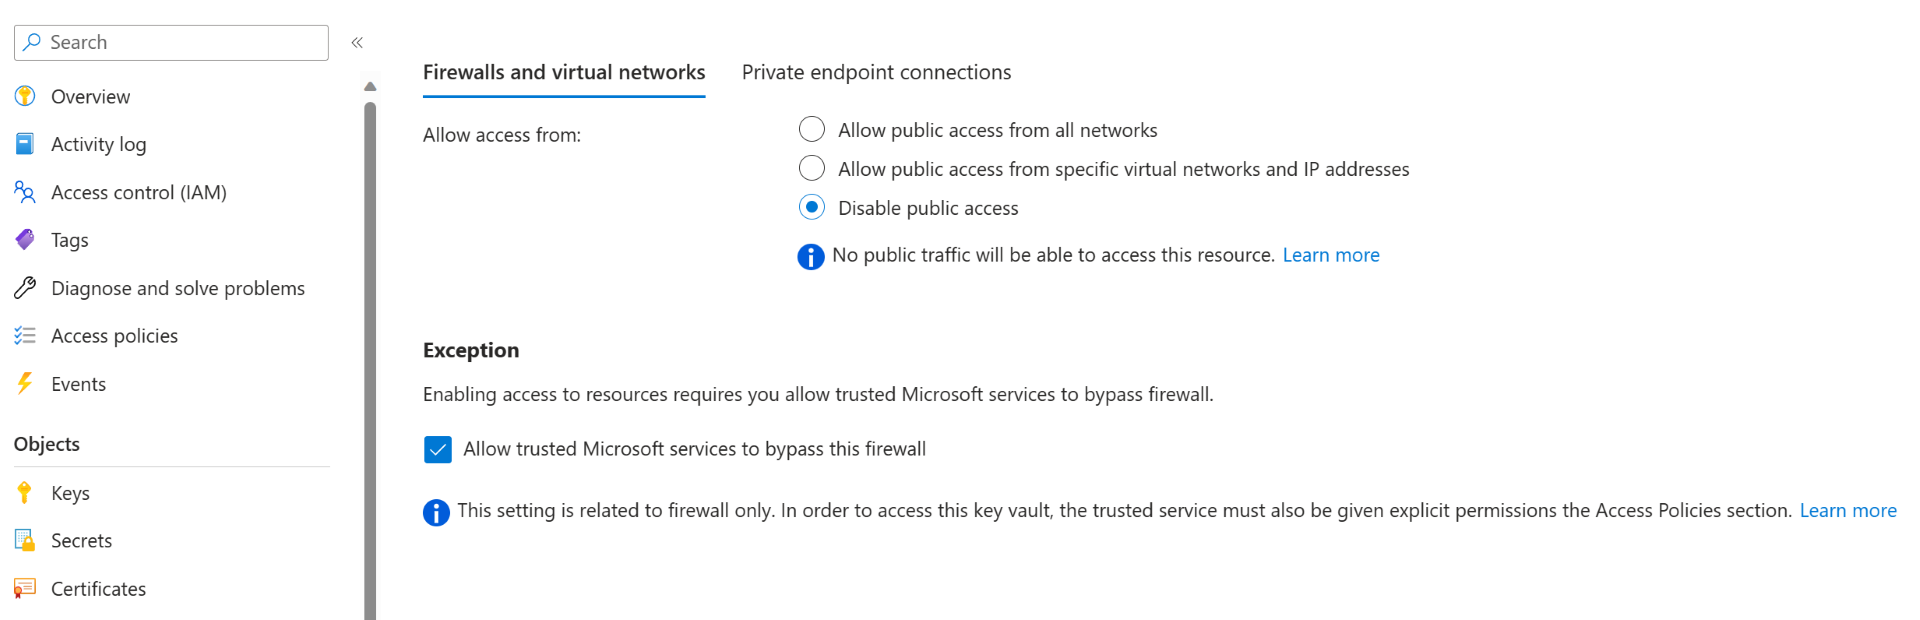 Search
Overview
Activity log
Access control (IAM)
Tags
Diagnose and solve problems
Access policies
Events
Objects
Keys
Secrets
Certificates
Firewalls and virtual networks
Private endpoint connections
Allow access from:
Allow public access from all networks
Allow public access from specific virtual networks and IP addresses
Disable public access
No public traffic will be able to access this resource. Learn more
Exception
Enabling access to resources requires you allow trusted Microsoft services to bypass firewall.
Allow trusted Microsoft services to bypass this firewall
This setting is related to firewall only. In order to access this key vault, the trusted service must also be given explicit permissions the Access Policies section. Learn more